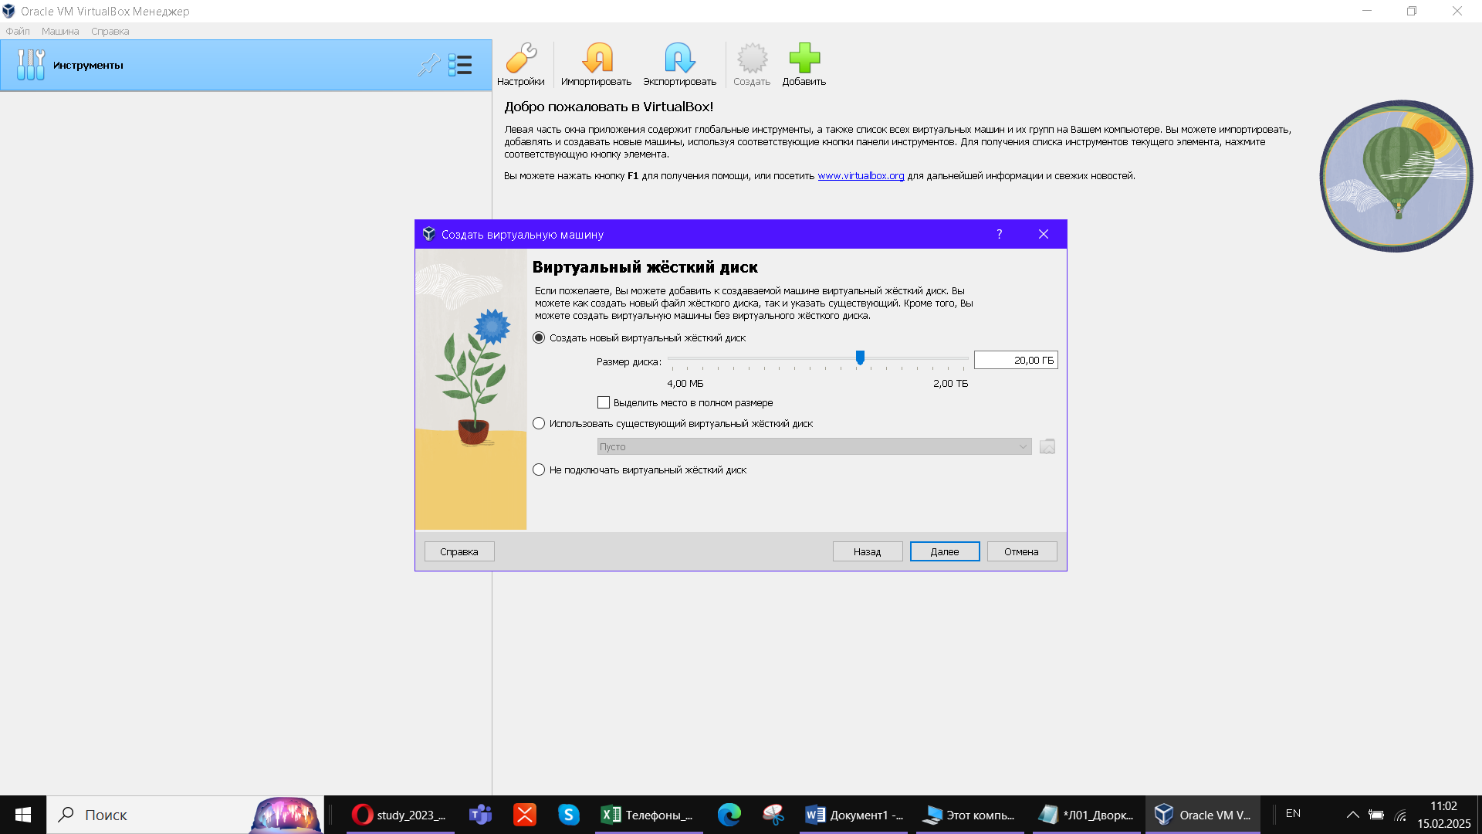 Oracle VM VirtualBox Менеджер
Файл Машина Справка
Инструменты
Настройки Импортировать Экспортировать Создать Добавить
Добро пожаловать в VirtualBox!
Левая часть окна приложения содержит глобальные инструменты, а также список всех виртуальных машин и их групп на Вашем компьютере. Вы можете импортировать,
добавлять и создавать новые машины, используя соответствующие кнопки панели инструментов. Для получения списка инструментов текущего элемента, нажмите
соответствующую кнопку элемента.
Вы можете нажать кнопку F1 для получения помощи, или посетить www.virtualbox.org для дальнейшей информации и свежих новостей.
Создать виртуальную машину ?
Виртуальный жёсткий диск
Если пожелаете, Вы можете добавить к создаваемой машине виртуальный жёсткий диск. Вы
можете как создать новый файл жёсткого диска, так и указать существующий. Кроме того, Вы
можете создать виртуальную машины без виртуального жёсткого диска.
Создать новый виртуальный жёсткий диск
Размер диска: 20,00 ГБ
4,00 МБ 2,00 ТБ
Выделить место в полном размере
Использовать существующий виртуальный жёсткий диск
Пусто
Не подключать виртуальный жёсткий диск
Справка Назад Далее Отмена
Поиск study_2023_... Телефоны_... Документ1 -... Этот компь... *Л01_Дворк... Oracle VM V... EN 11:02
15.02.2025